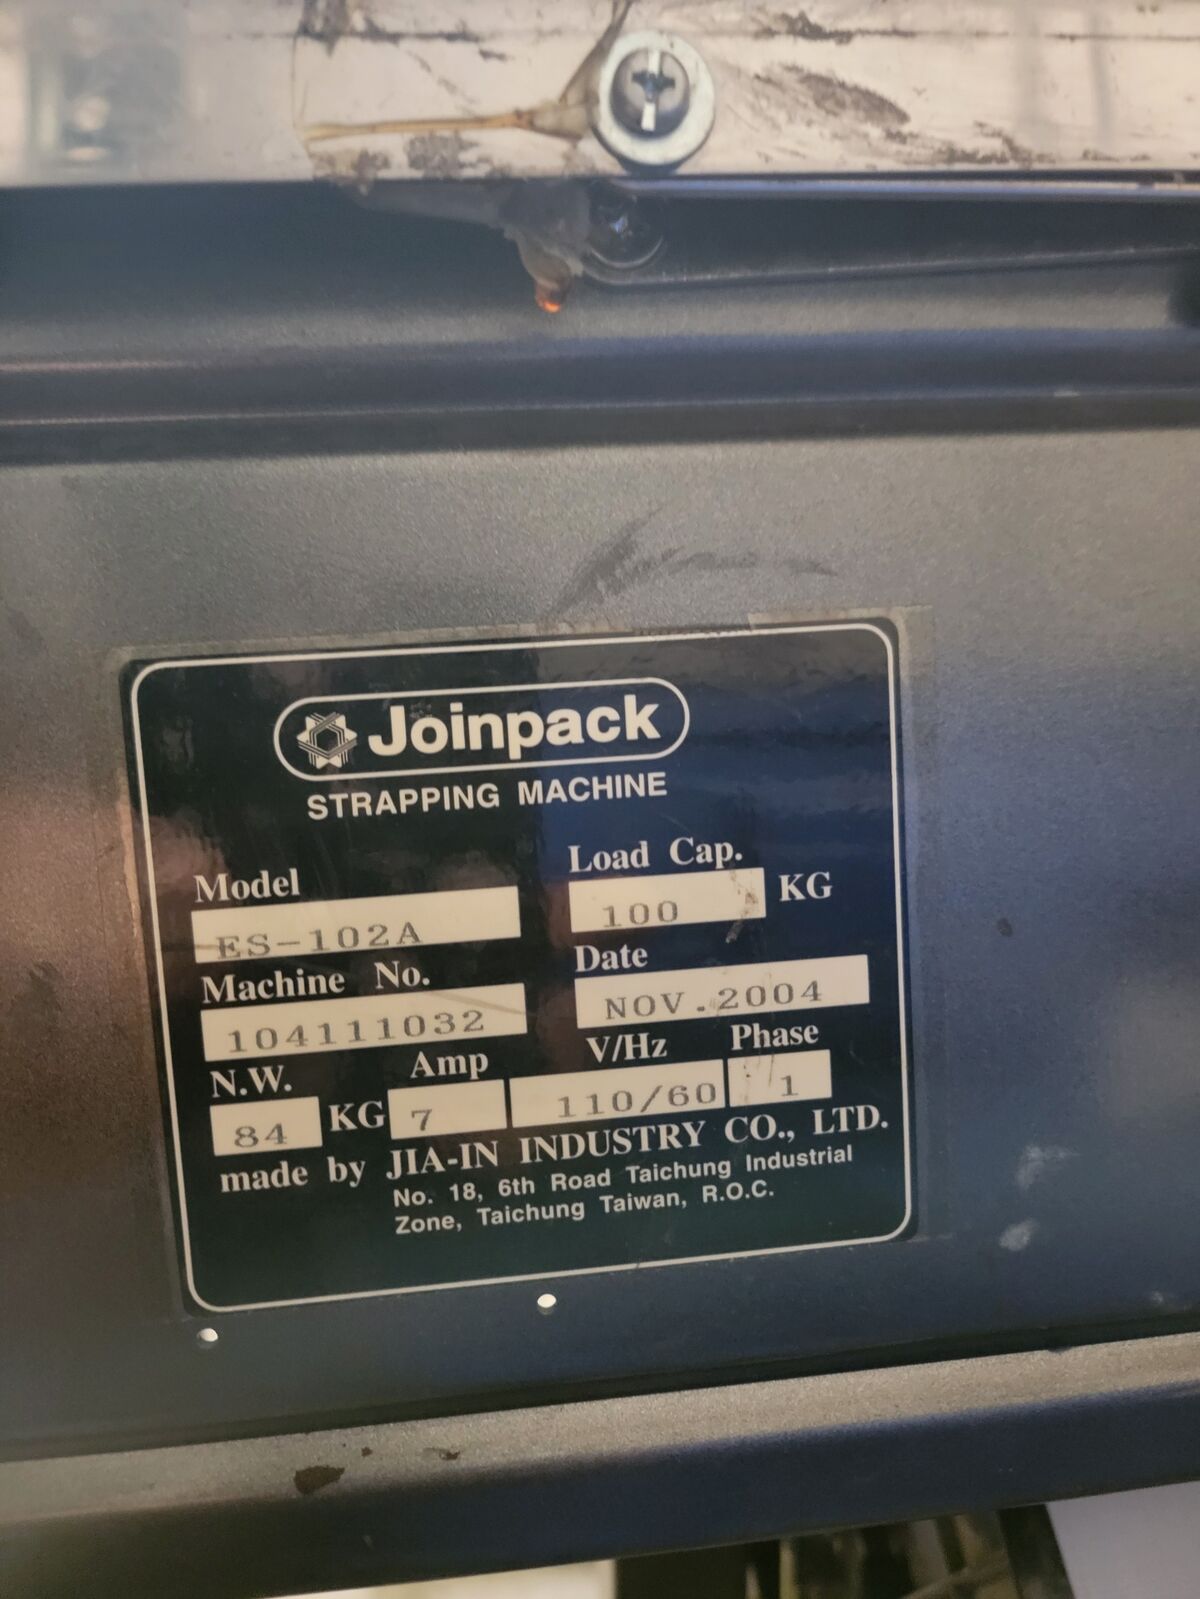 Joinpack
STRAPPING MACHINE
Model
ES-102A
Load Cap.
100 KG
Machine No.
104111032
Date
NOV.2004
N.W.
84 KG
Amp
7
V/Hz
110/60
Phase
1
made by JIA-IN INDUSTRY CO., LTD.
No. 18, 6th Road Taichung Industrial
Zone, Taichung Taiwan, R.O.C.